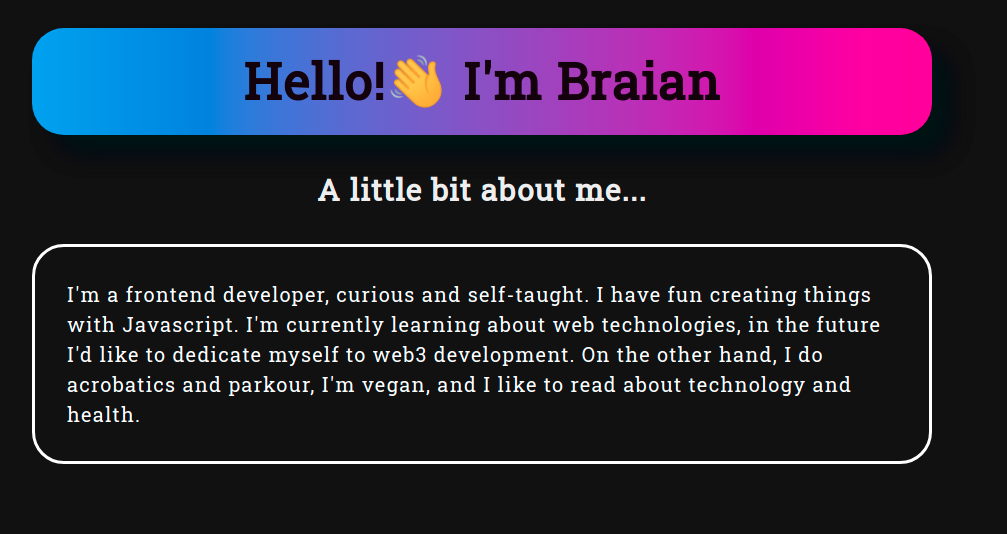 Hello!👋 I'm Braian
A little bit about me...
I'm a frontend developer, curious and self-taught. I have fun creating things
with Javascript. I'm currently learning about web technologies, in the future
I'd like to dedicate myself to web3 development. On the other hand, I do
acrobatics and parkour, I'm vegan, and I like to read about technology and
health.